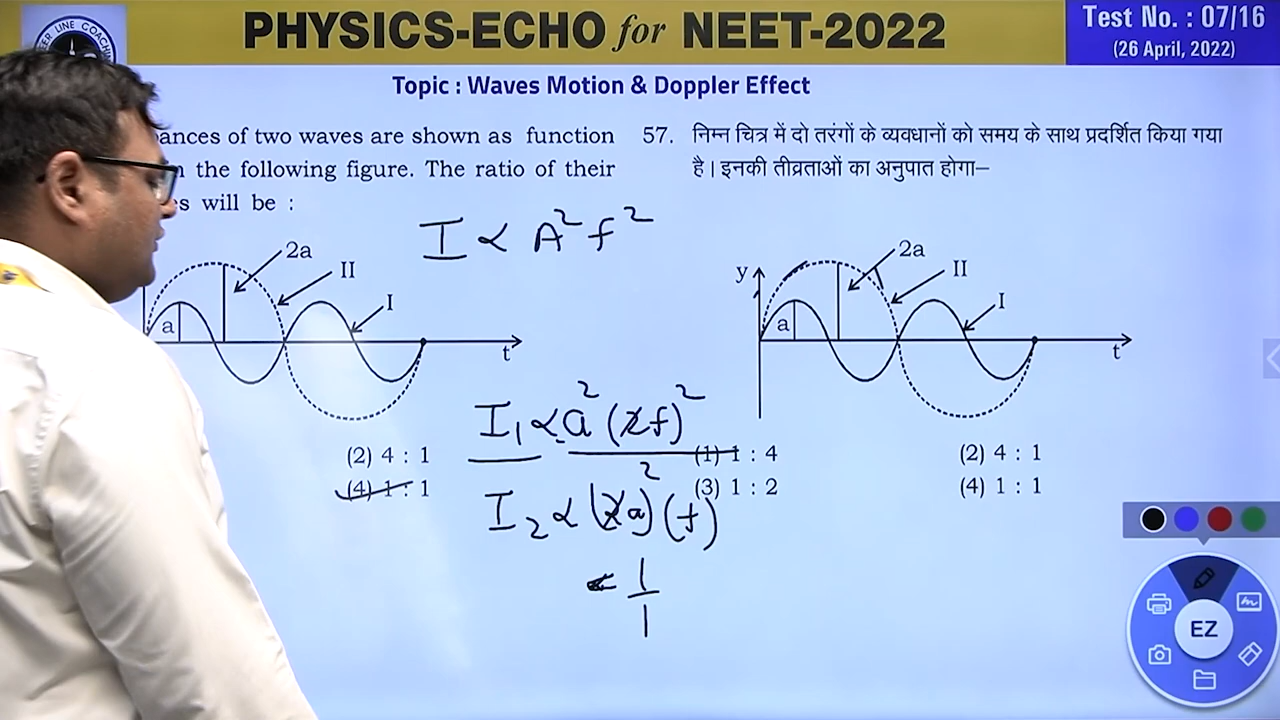 PHYSICS-ECHO for NEET-2022
Test No. : 07/16
(26 April, 2022)
LINE COACHI
Topic : Waves Motion & Doppler Effect
ances of two waves are shown as function
the following figure. The ratio of their
s will be :
57. निम्न चित्र में दो तरंगों के व्यवधानों को समय के साथ प्रदर्शित किया गया
है। इनकी तीव्रताओं का अनुपात होगा–
I ∝ A² f²
2a
II
I
a
t
y
2a
II
I
a
t
I₁ ∝ a² (2f)²
I₂ ∝ (2a)² (f)
1
1
(2) 4 : 1
(4) 1 : 1
(1) 1 : 4
(2) 4 : 1
(3) 1 : 2
(4) 1 : 1
EZ